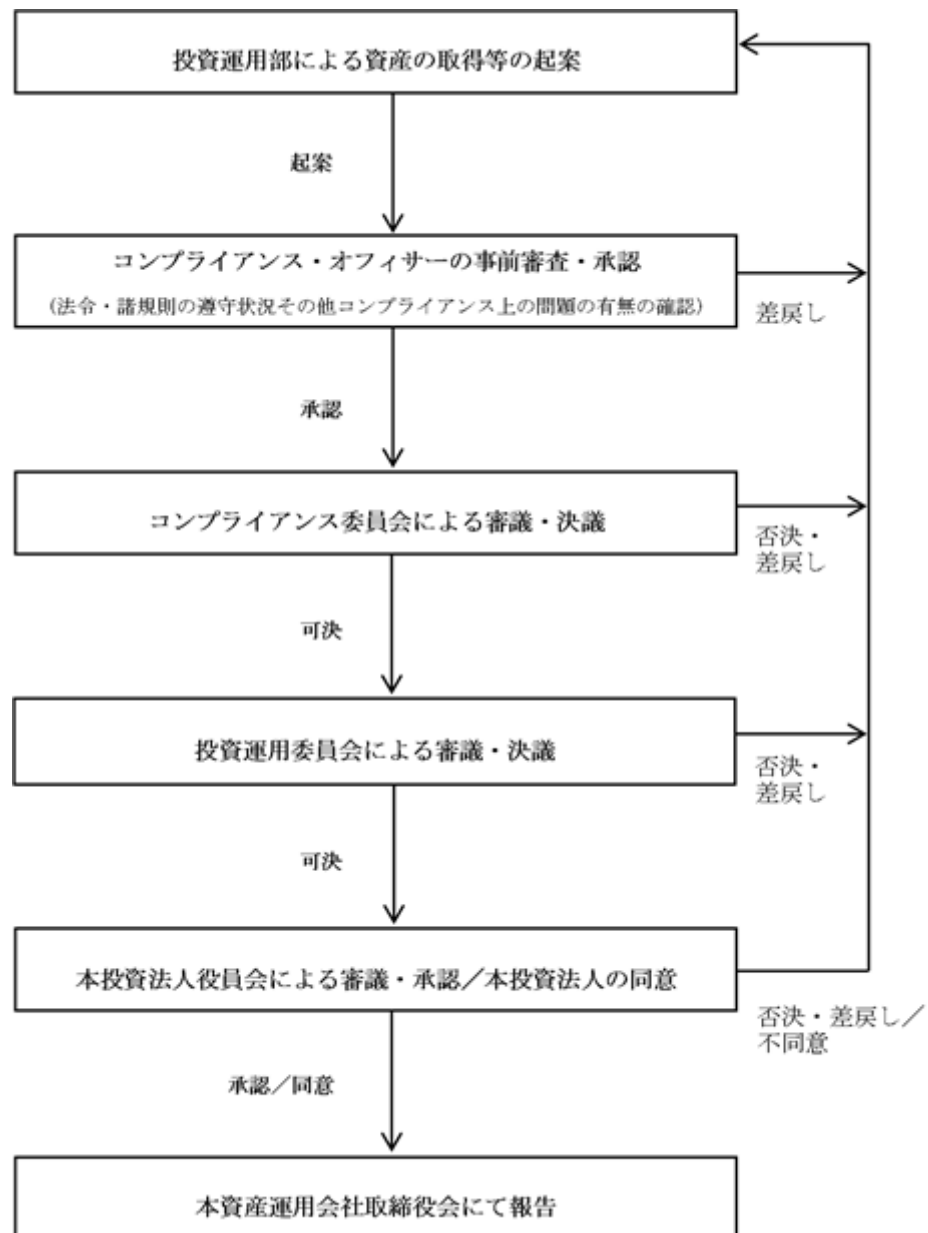 投資運用部による資産の取得等の起案
起案
コンプライアンス・オフィサーの事前審査・承認
(法令・諸規則の遵守状況その他コンプライアンス上の問題の有無の確認)
差戻し
承認
コンプライアンス委員会による審議・決議
否決・
差戻し
可決
投資運用委員会による審議・決議
否決・
差戻し
可決
本投資法人役員会による審議・承認／本投資法人の同意
否決・差戻し／
不同意
承認／同意
本資産運用会社取締役会にて報告